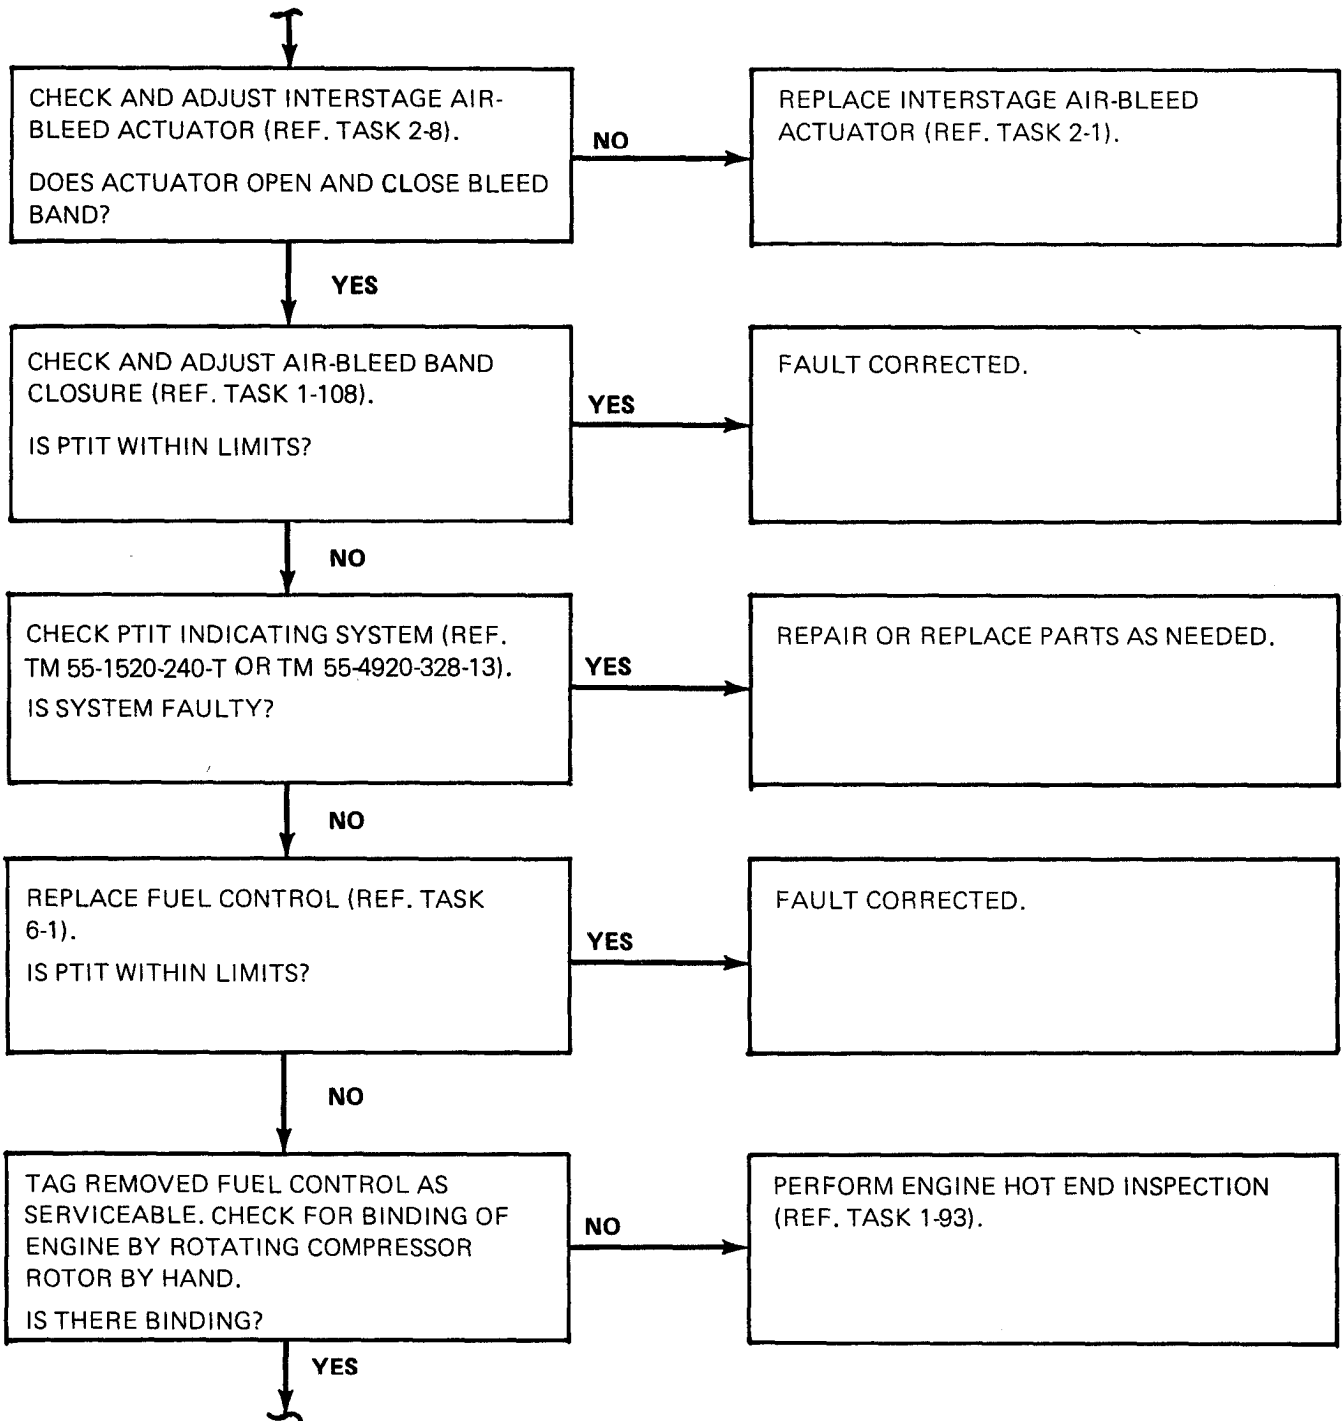 CHECK AND ADJUST INTERSTAGE AIR-
BLEED ACTUATOR (REF. TASK 2-8).
DOES ACTUATOR OPEN AND CLOSE BLEED
BAND?
NO
REPLACE INTERSTAGE AIR-BLEED
ACTUATOR (REF. TASK 2-1).
YES
CHECK AND ADJUST AIR-BLEED BAND
CLOSURE (REF. TASK 1-108).
IS PTIT WITHIN LIMITS?
YES
FAULT CORRECTED.
NO
CHECK PTIT INDICATING SYSTEM (REF.
TM 55-1520-240-T OR TM 55-4920-328-13).
IS SYSTEM FAULTY?
YES
REPAIR OR REPLACE PARTS AS NEEDED.
NO
REPLACE FUEL CONTROL (REF. TASK
6-1).
IS PTIT WITHIN LIMITS?
YES
FAULT CORRECTED.
NO
TAG REMOVED FUEL CONTROL AS
SERVICEABLE. CHECK FOR BINDING OF
ENGINE BY ROTATING COMPRESSOR
ROTOR BY HAND.
IS THERE BINDING?
NO
PERFORM ENGINE HOT END INSPECTION
(REF. TASK 1-93).
YES